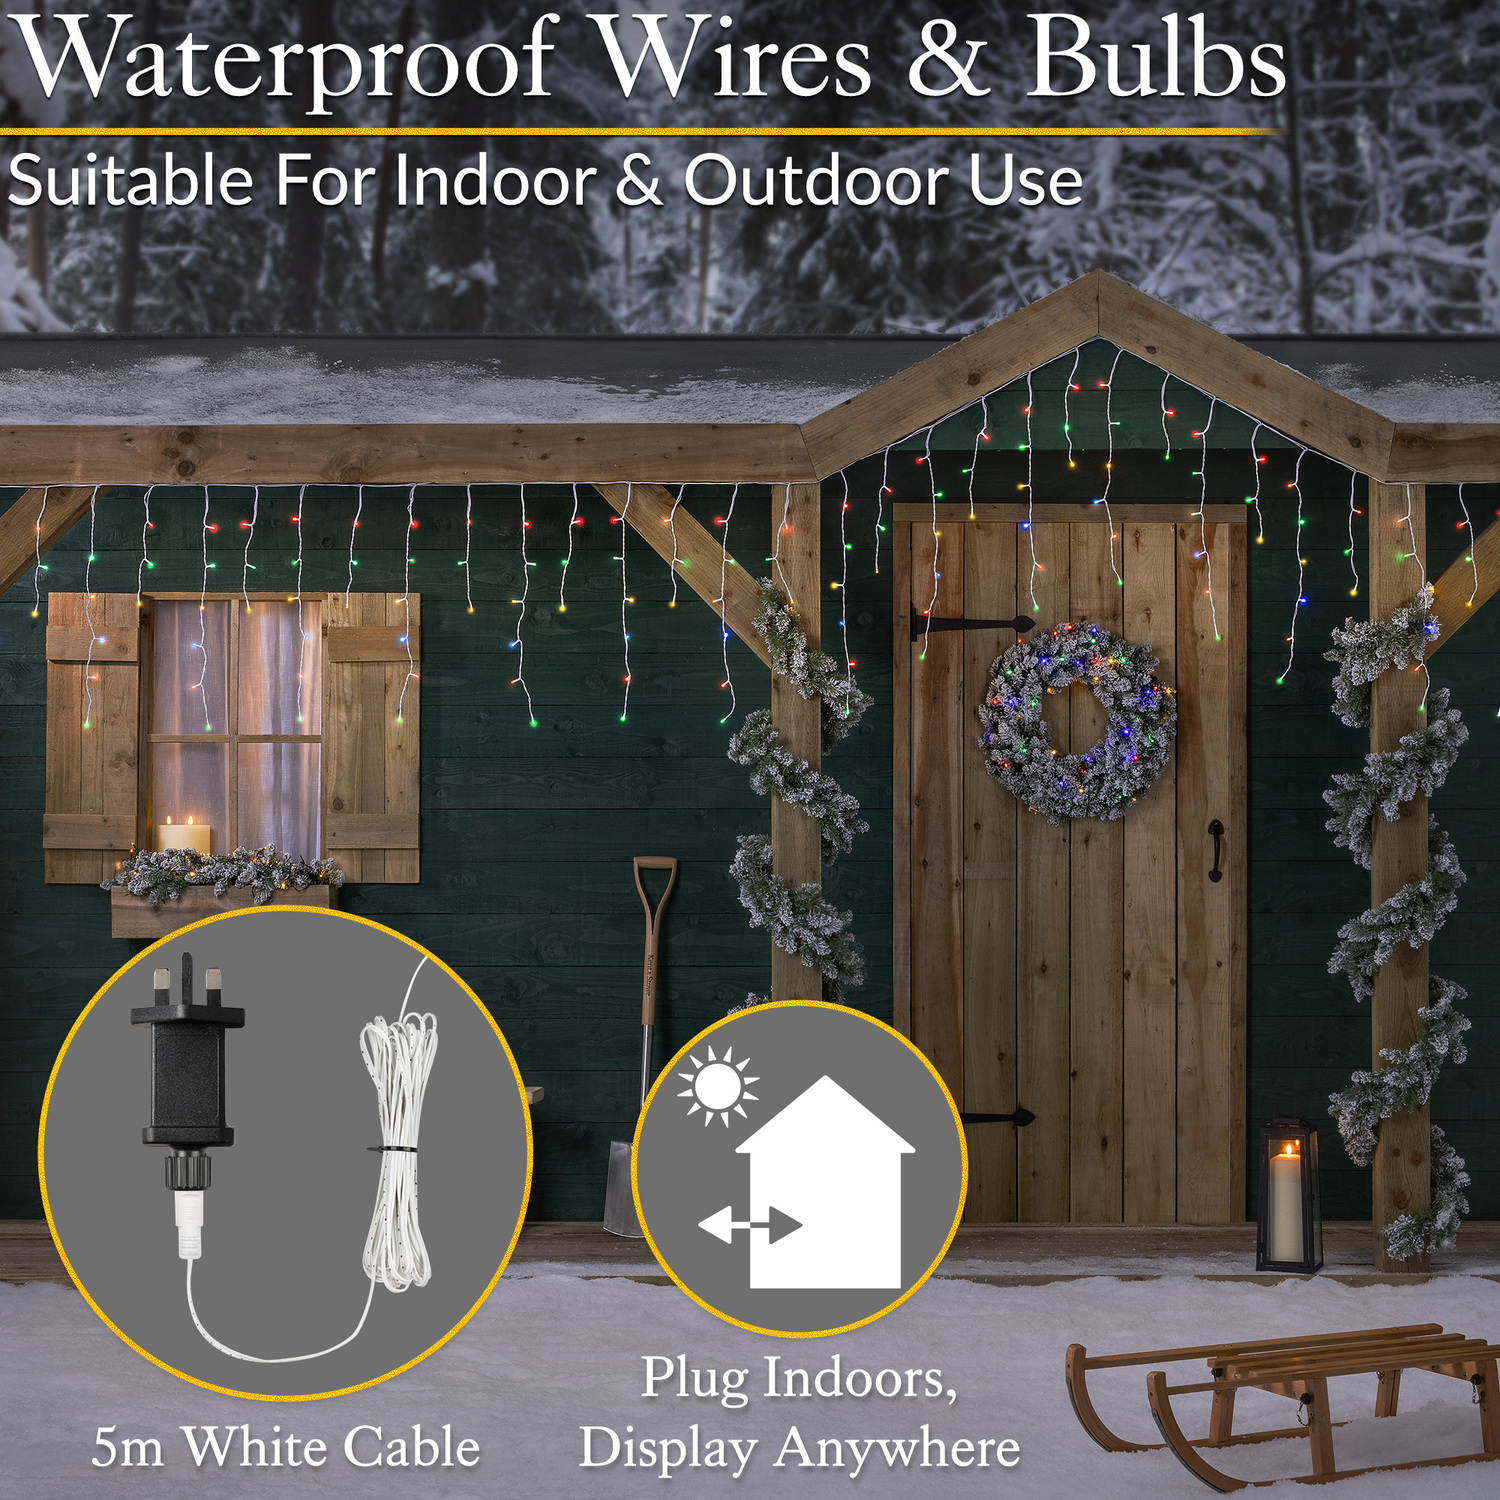 Waterproof Wires & Bulbs
Suitable For Indoor & Outdoor Use
5m White Cable
Plug Indoors,
Display Anywhere